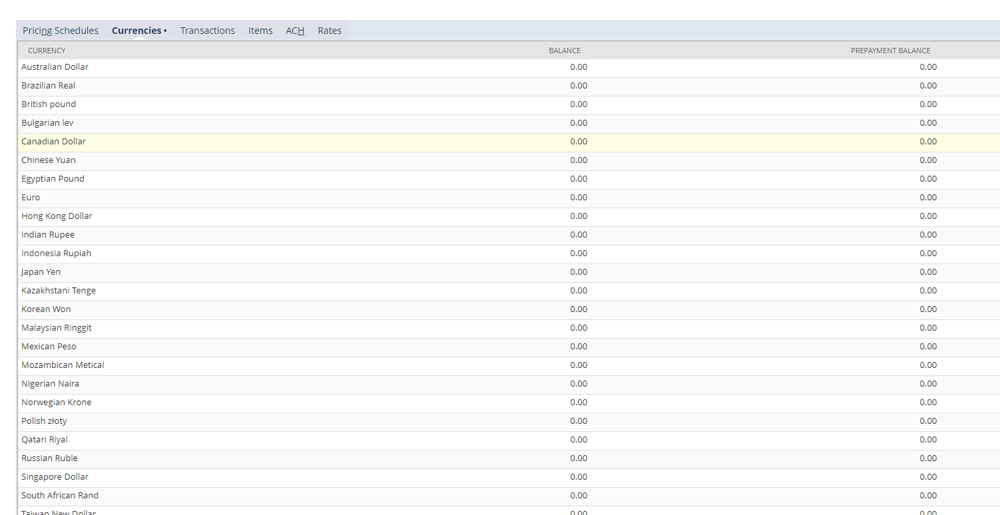 Pricing Schedules Currencies • Transactions Items ACH Rates
CURRENCY BALANCE PREPAYMENT BALANCE
Australian Dollar 0.00 0.00
Brazilian Real 0.00 0.00
British pound 0.00 0.00
Bulgarian lev 0.00 0.00
Canadian Dollar 0.00 0.00
Chinese Yuan 0.00 0.00
Egyptian Pound 0.00 0.00
Euro 0.00 0.00
Hong Kong Dollar 0.00 0.00
Indian Rupee 0.00 0.00
Indonesia Rupiah 0.00 0.00
Japan Yen 0.00 0.00
Kazakhstani Tenge 0.00 0.00
Korean Won 0.00 0.00
Malaysian Ringgit 0.00 0.00
Mexican Peso 0.00 0.00
Mozambican Metical 0.00 0.00
Nigerian Naira 0.00 0.00
Norwegian Krone 0.00 0.00
Polish złoty 0.00 0.00
Qatari Riyal 0.00 0.00
Russian Ruble 0.00 0.00
Singapore Dollar 0.00 0.00
South African Rand 0.00 0.00
Taiwan New Dollar 0.00 0.00